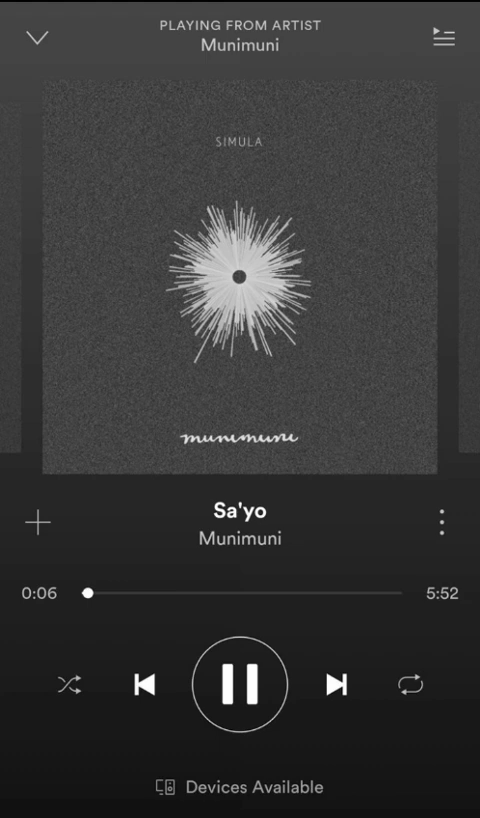 PLAYING FROM ARTIST
Munimuni
SIMULA
munimuni
Sa'yo
Munimuni
0:06
5:52
Devices Available